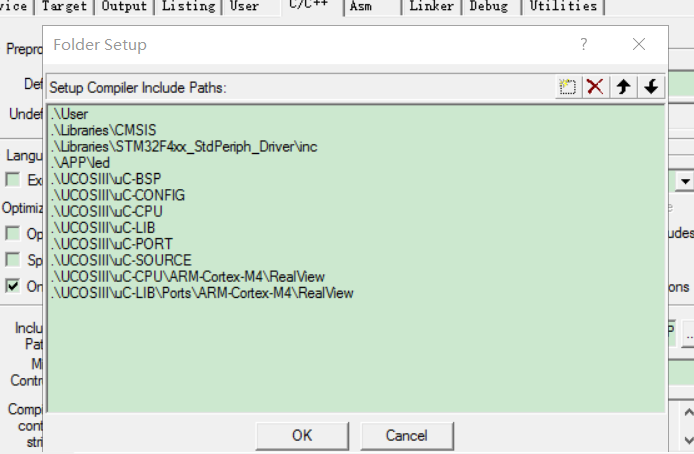 vice Target Output Listing User C/C++ Asm Linker Debug Utilities
Folder Setup
Prepro
Setup Compiler Include Paths:
Def
Undef
.\User
.\Libraries\CMSIS
.\Libraries\STM32F4xx_StdPeriph_Driver\inc
.\APP\led
.\UCOSIII\uC-BSP
.\UCOSIII\uC-CONFIG
.\UCOSIII\uC-CPU
.\UCOSIII\uC-LIB
.\UCOSIII\uC-PORT
.\UCOSIII\uC-SOURCE
.\UCOSIII\uC-CPU\ARM-Cortex-M4\RealView
.\UCOSIII\uC-LIB\Ports\ARM-Cortex-M4\RealView
Langu
Ex
Optimiz
Op
udes
Sp
On
ons
Inclu
Pat
P
...
Mi
Contr
Compi
cont
stri
OK Cancel